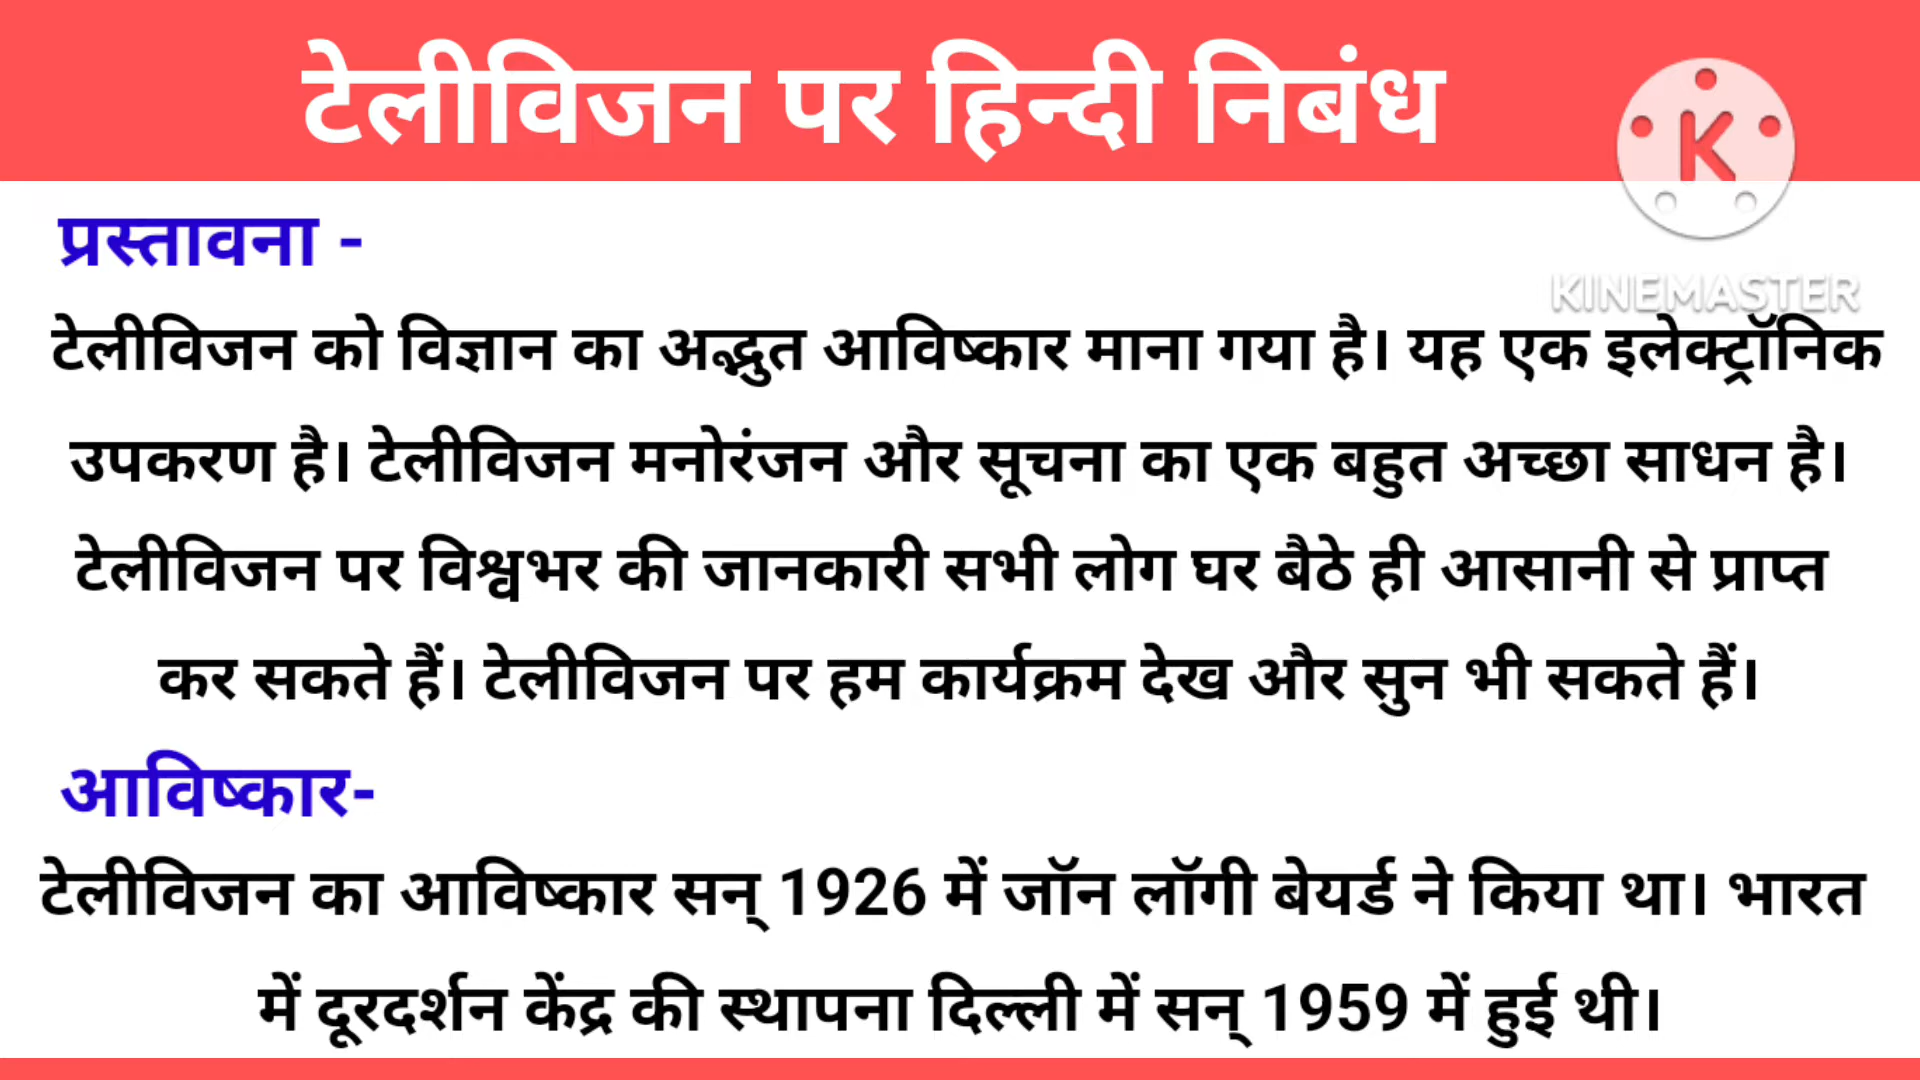 टेलीविजन पर हिन्दी निबंध
K
KINEMASTER
प्रस्तावना -
टेलीविजन को विज्ञान का अद्भुत आविष्कार माना गया है। यह एक इलेक्ट्रॉनिक
उपकरण है। टेलीविजन मनोरंजन और सूचना का एक बहुत अच्छा साधन है।
टेलीविजन पर विश्वभर की जानकारी सभी लोग घर बैठे ही आसानी से प्राप्त
कर सकते हैं। टेलीविजन पर हम कार्यक्रम देख और सुन भी सकते हैं।
आविष्कार-
टेलीविजन का आविष्कार सन् 1926 में जॉन लॉगी बेयर्ड ने किया था। भारत
में दूरदर्शन केंद्र की स्थापना दिल्ली में सन् 1959 में हुई थी।